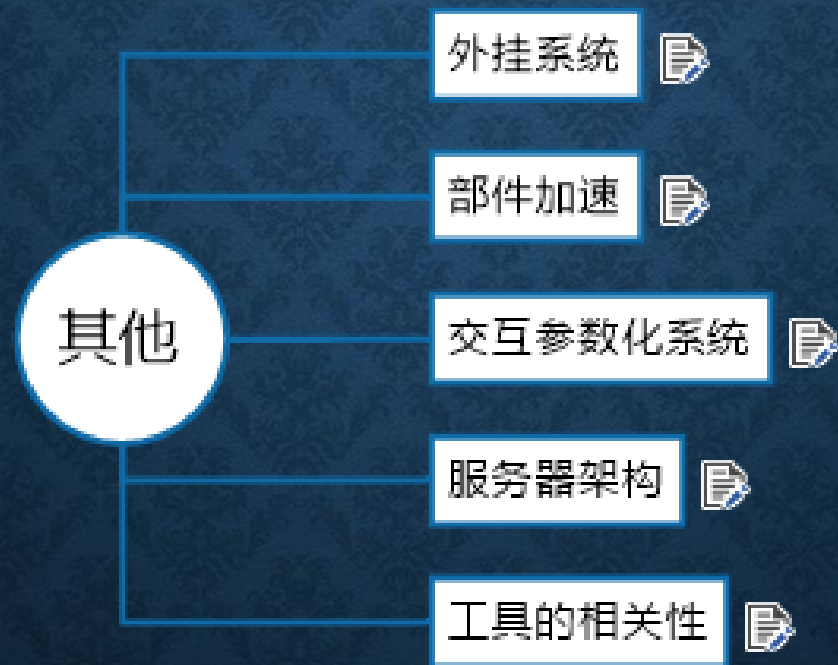 外挂系统
部件加速
其他
交互参数化系统
服务器架构
工具的相关性